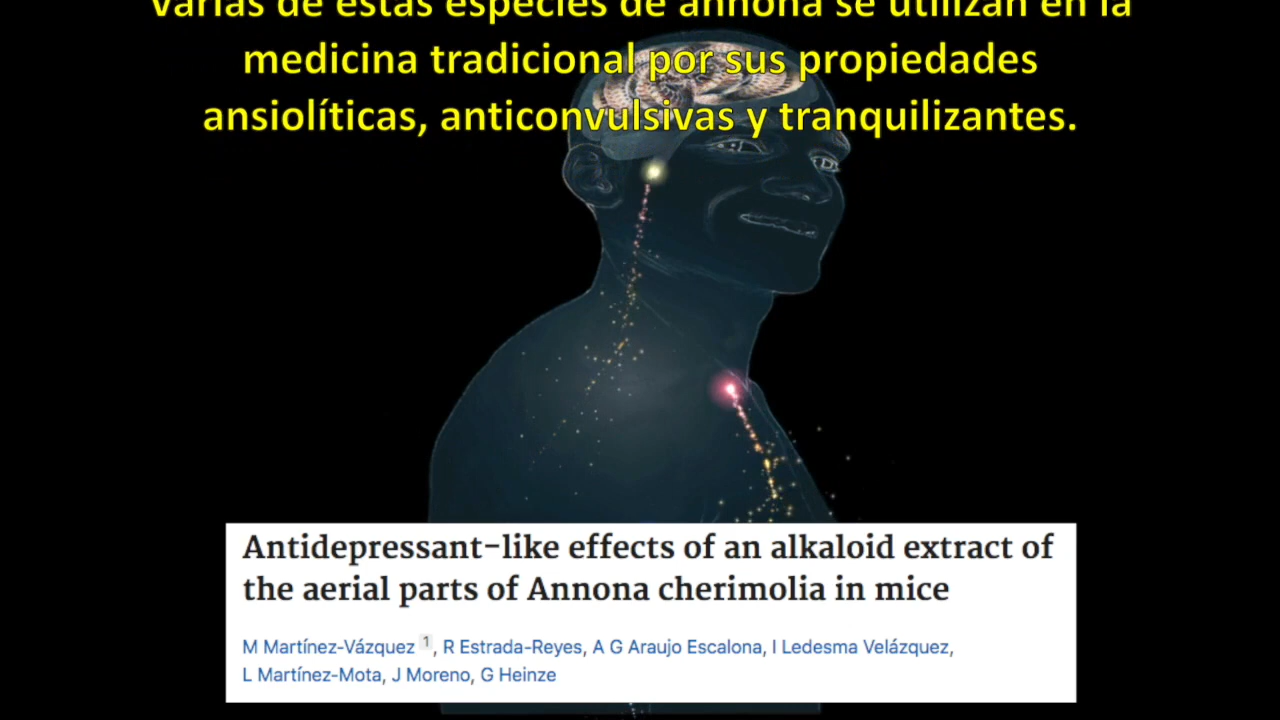 Varias de estas especies de annona se utilizan en la
medicina tradicional por sus propiedades
ansiolíticas, anticonvulsivas y tranquilizantes.
Antidepressant-like effects of an alkaloid extract of
the aerial parts of Annona cherimolia in mice
M Martínez-Vázquez 1, R Estrada-Reyes, A G Araujo Escalona, I Ledesma Velázquez,
L Martínez-Mota, J Moreno, G Heinze